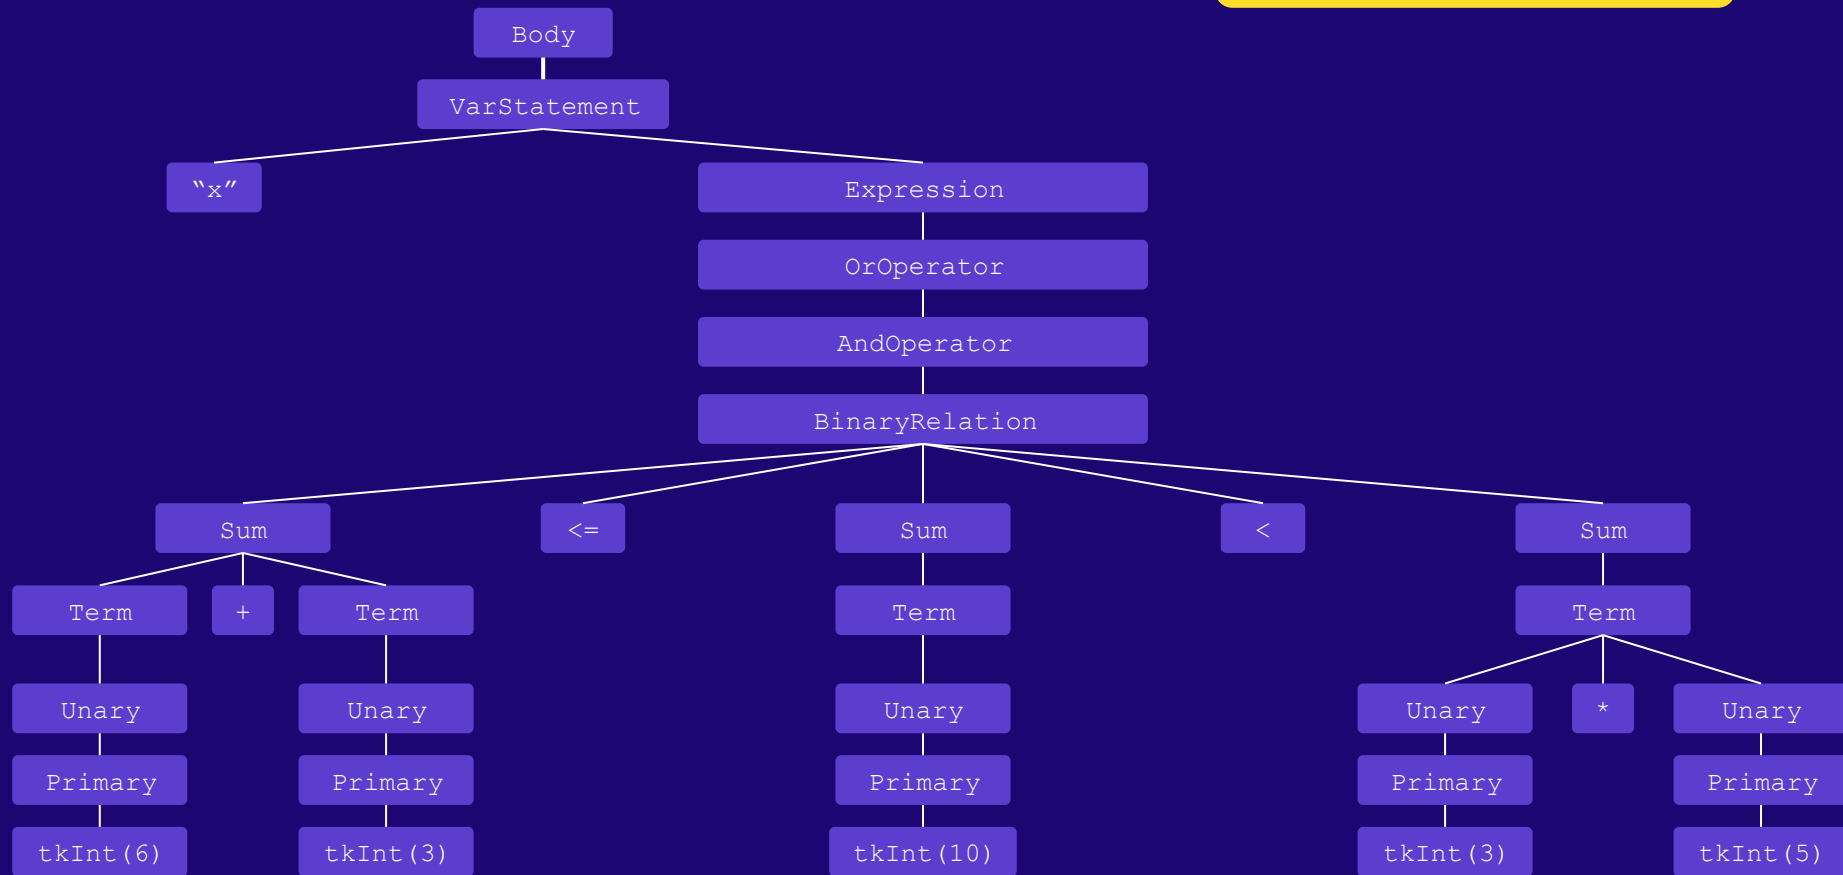 Body
VarStatement
“x” Expression
OrOperator
AndOperator
BinaryRelation
Sum <= Sum < Sum
Term + Term Term Term
Unary Unary Unary Unary * Unary
Primary Primary Primary Primary Primary
tkInt(6) tkInt(3) tkInt(10) tkInt(3) tkInt(5)